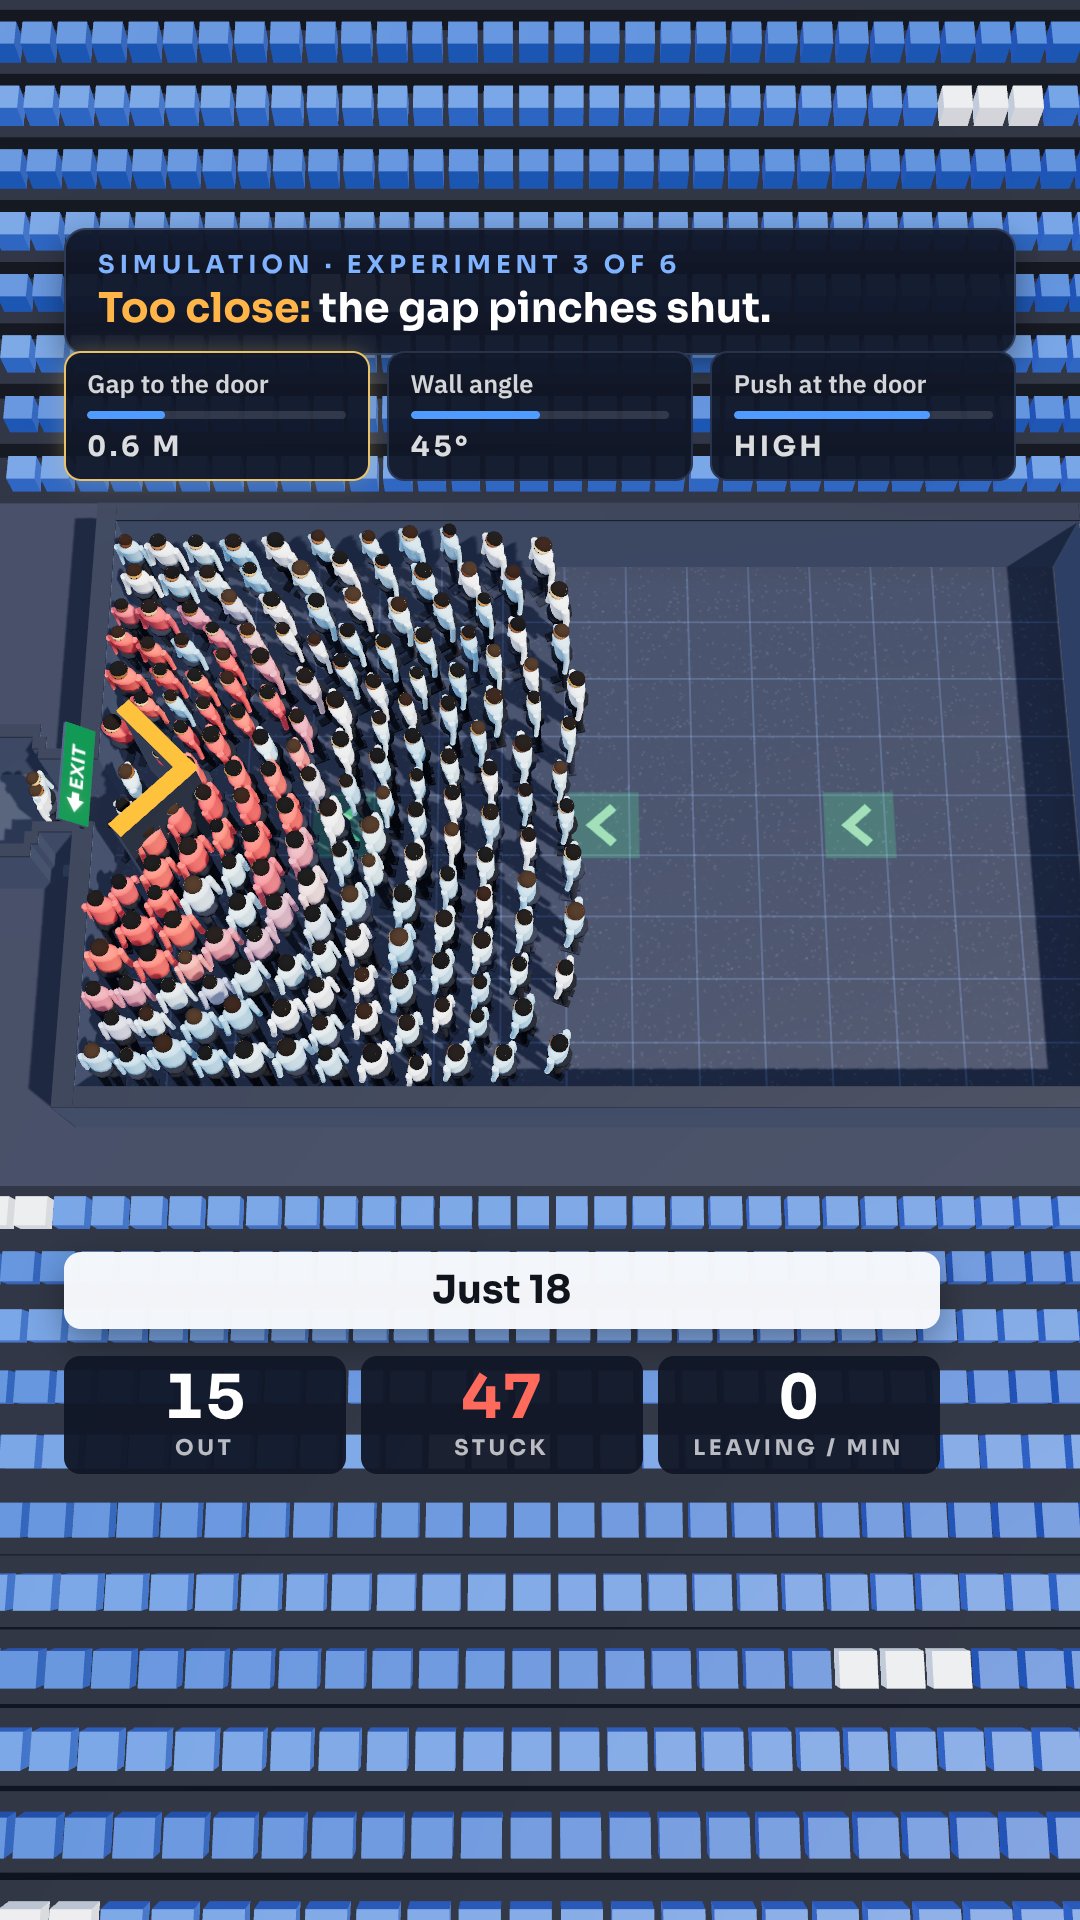 SIMULATION · EXPERIMENT 3 OF 6
Too close: the gap pinches shut.
Gap to the door
0.6 M
Wall angle
45°
Push at the door
HIGH
EXIT
Just 18
15
OUT
47
STUCK
0
LEAVING / MIN